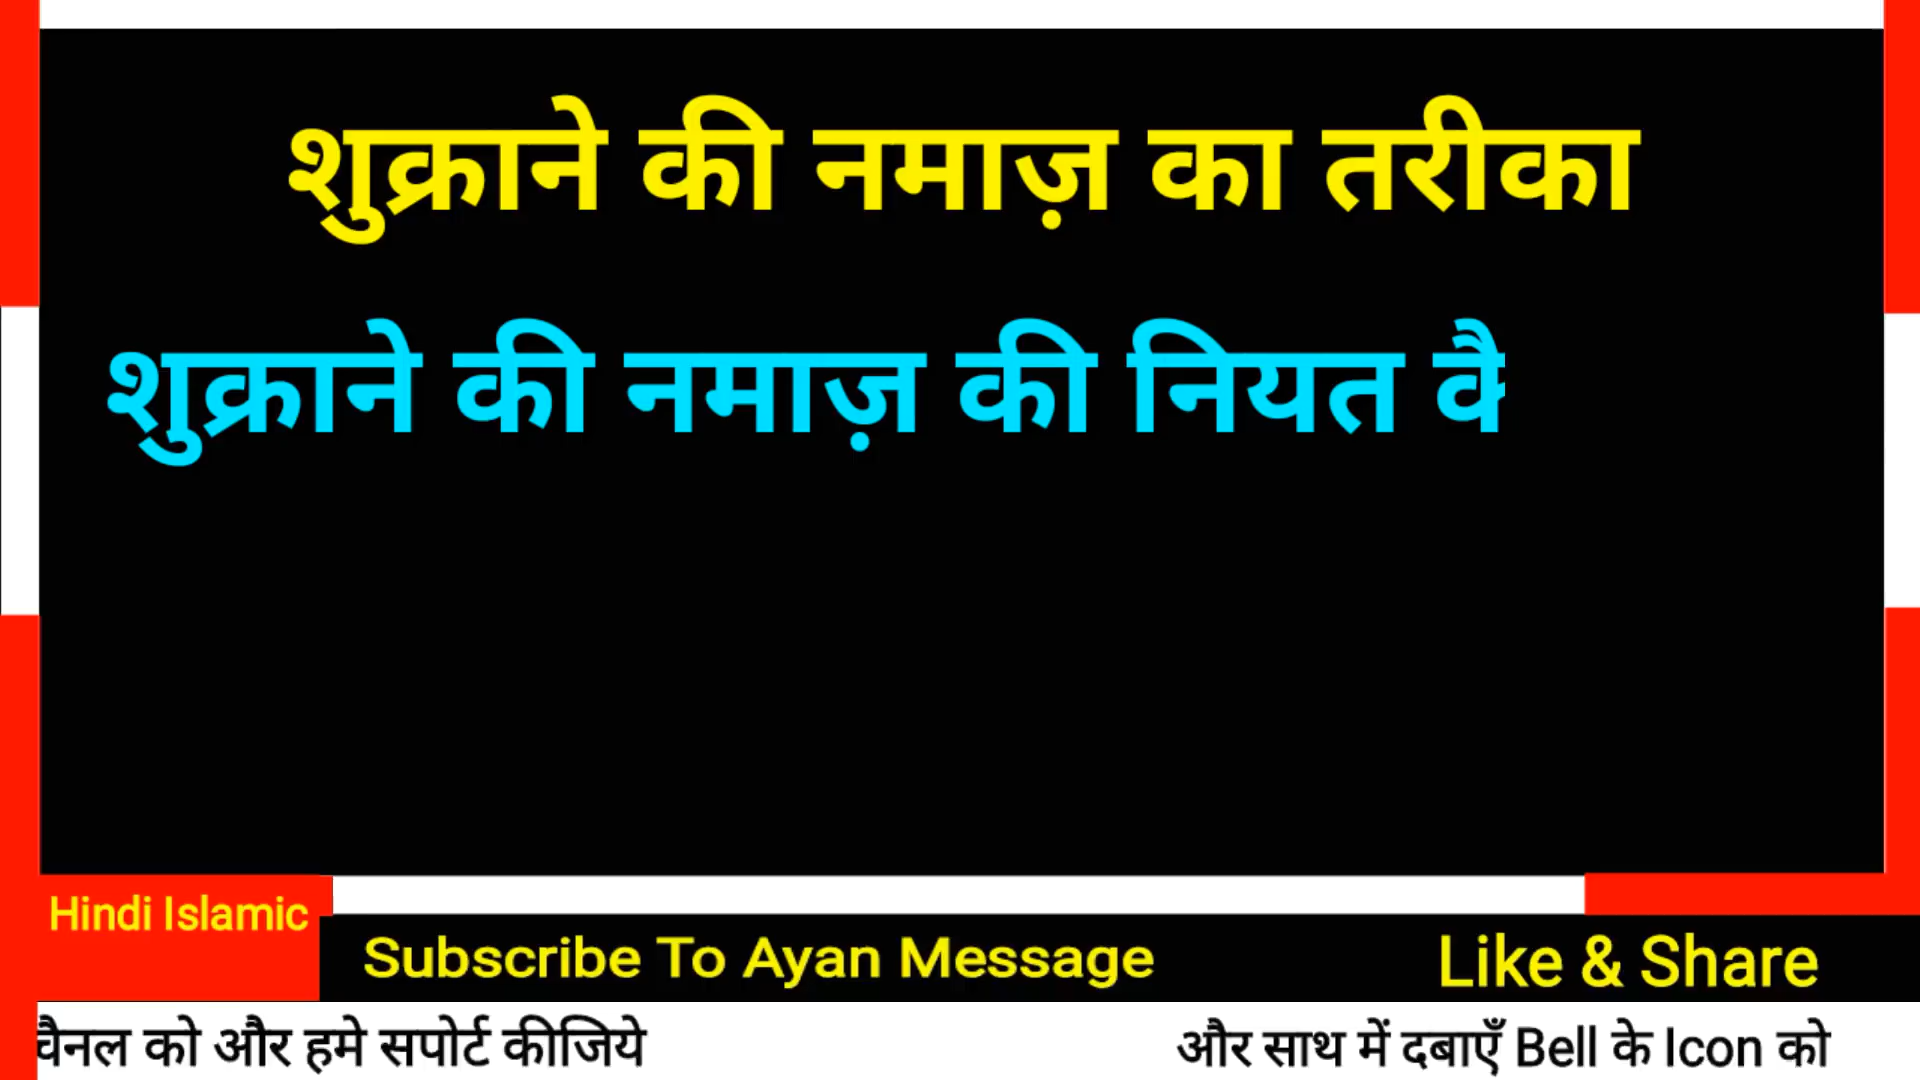 शुक्राने की नमाज़ का तरीका
शुक्राने की नमाज़ की नियत
Hindi Islamic
Subscribe To Ayan Message
Like & Share
चैनल को और हमे सपोर्ट कीजिये
और साथ में दबाएँ Bell के Icon को